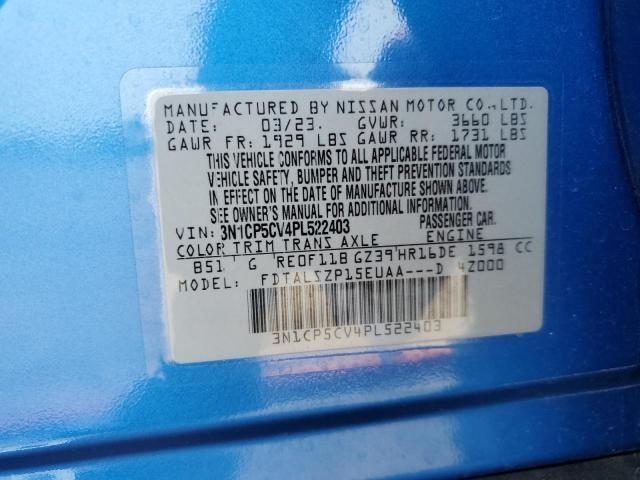 MANUFACTURED BY NISSAN MOTOR CO.,LTD.
DATE: 03/23. GVWR: 3660 LBS
GAWR FR: 1929 LBS GAWR RR: 1731 LBS
THIS VEHICLE CONFORMS TO ALL APPLICABLE FEDERAL MOTOR
VEHICLE SAFETY, BUMPER AND THEFT PREVENTION STANDARDS
IN EFFECT ON THE DATE OF MANUFACTURE SHOWN ABOVE.
SEE OWNER'S MANUAL FOR ADDITIONAL INFORMATION.
VIN: 3N1CP5CV4PL522403 PASSENGER CAR.
COLOR TRIM TRANS AXLE ENGINE
B51 G RE0F11B GZ39 HR16DE 1598 CC
FDTALSZP15EUAA---D 4Z000
3N1CP5CV4PL522403